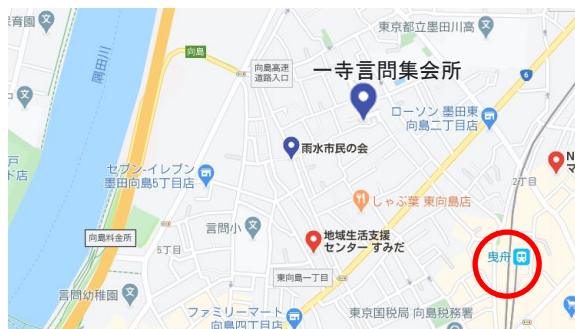 育園
東京都立墨田川高
向島
向島高速
道路入口
一寺言問集会所
6
隅田川
ローソン 墨田東
向島二丁目店
雨水市民の会
N
マ
セブン-イレブン
墨田向島5丁目店
ド店
2丁目
しゃぶ葉 東向島店
言問小
地域生活支援
センター すみだ
向島料金所
5丁目
曳舟
東向島一丁目
言問幼稚園
ファミリーマート
向島四丁目店
東京国税局 向島税務署